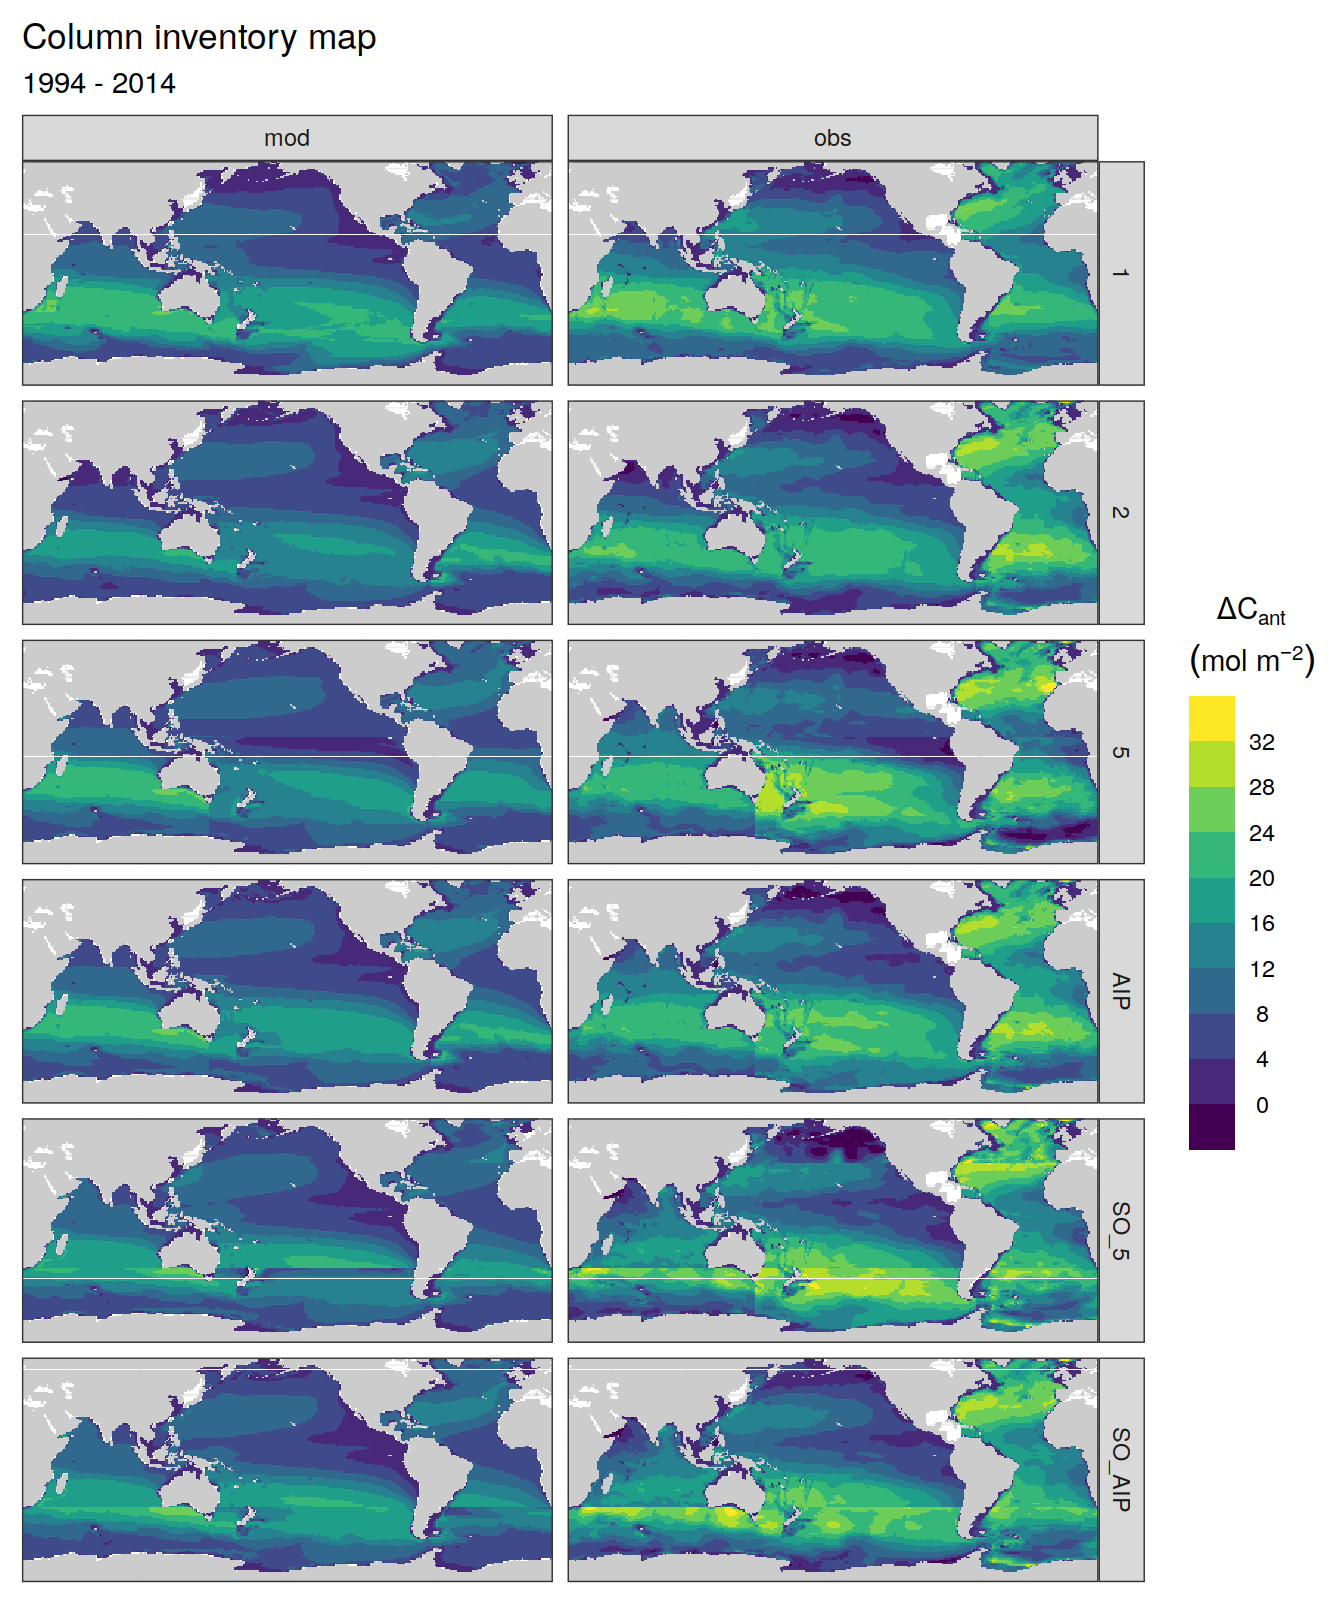 Column inventory map
1994 - 2014
mod
obs
1
2
5
AIP
SO_5
SO_AIP
ΔCant
(mol m−2)
32
28
24
20
16
12
8
4
0